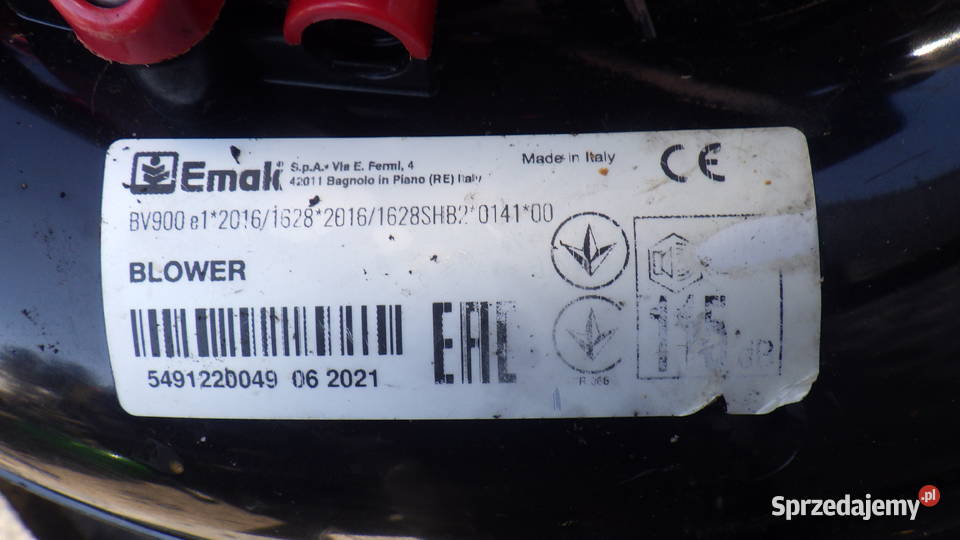 Emak S.p.A. • Via E. Fermi, 4
42011 Bagnolo in Piano (RE) Italy
Made in Italy
CE
BV900 e1*2016/1628*2016/1628SHB2*0141*00
BLOWER
5491220049 06 2021
EAC
115
dB
Sprzedajemy.pl